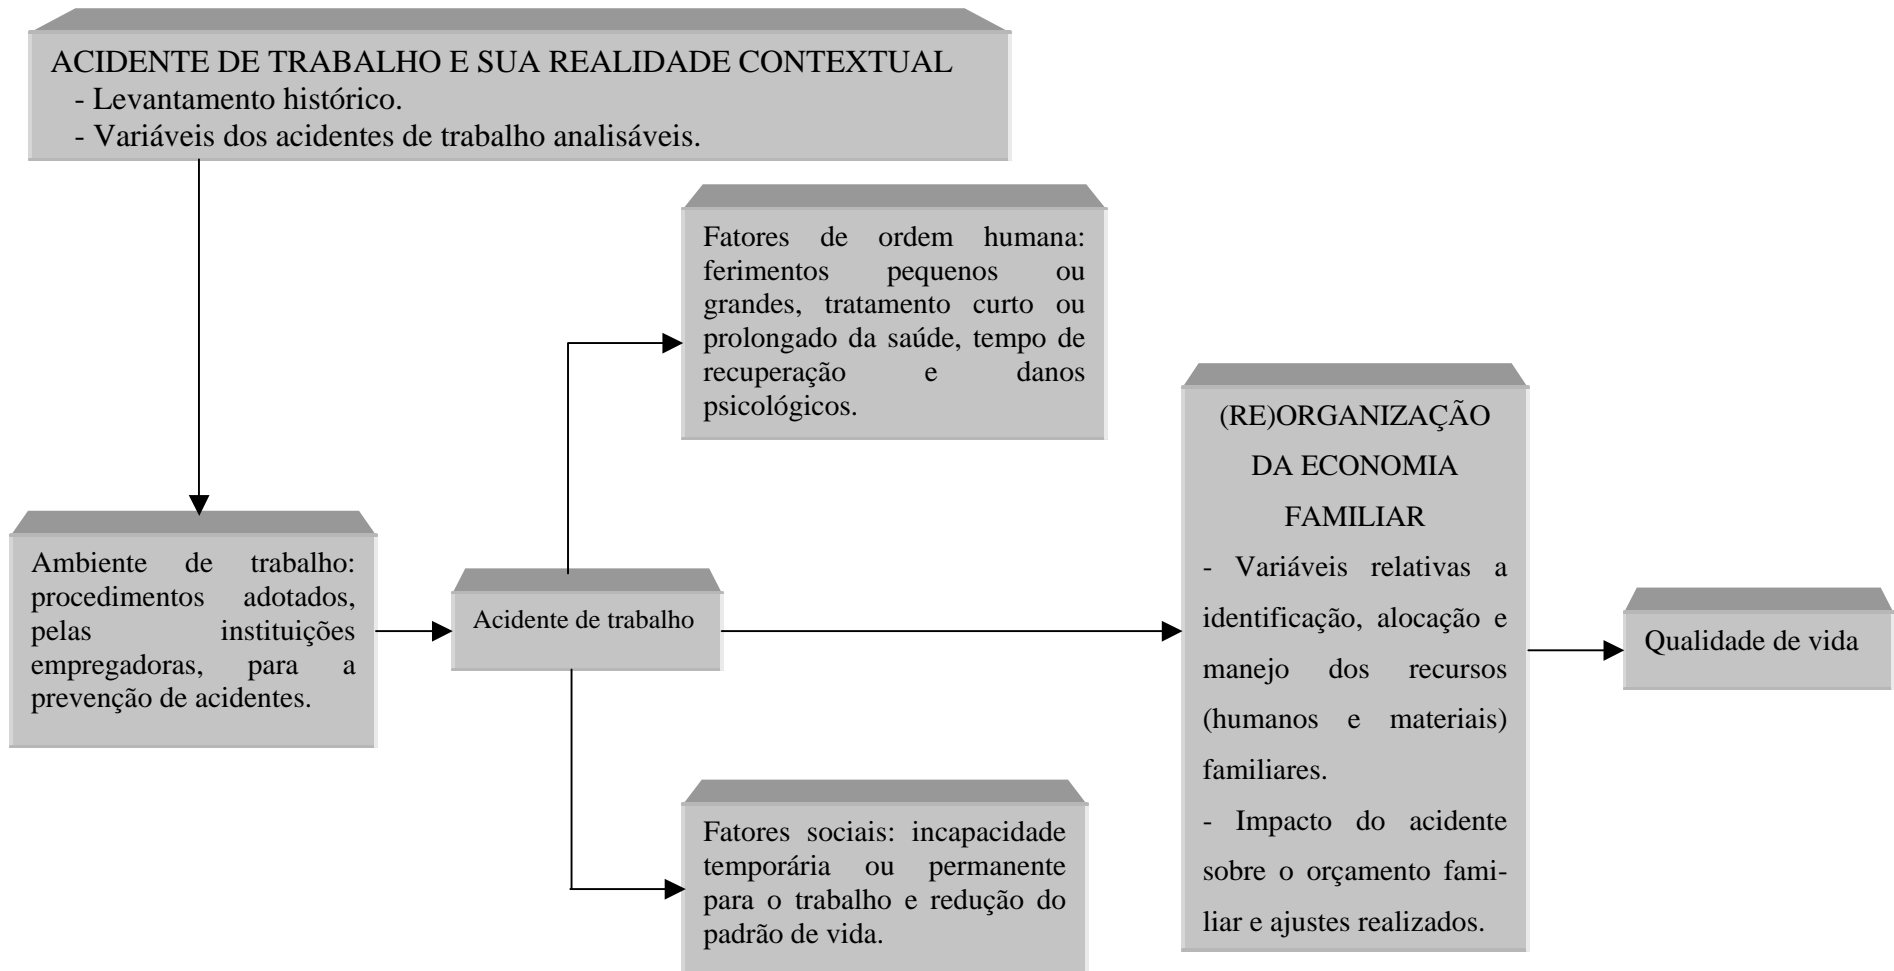 ACIDENTE DE TRABALHO E SUA REALIDADE CONTEXTUAL
- Levantamento histórico.
- Variáveis dos acidentes de trabalho analisáveis.
Fatores de ordem humana:
ferimentos pequenos ou
grandes, tratamento curto ou
prolongado da saúde, tempo de
recuperação e danos
psicológicos.
Ambiente de trabalho:
procedimentos adotados,
pelas instituições
empregadoras, para a
prevenção de acidentes.
Acidente de trabalho
Fatores sociais: incapacidade
temporária ou permanente
para o trabalho e redução do
padrão de vida.
(RE)ORGANIZAÇÃO
DA ECONOMIA
FAMILIAR
- Variáveis relativas a
identificação, alocação e
manejo dos recursos
(humanos e materiais)
familiares.
- Impacto do acidente
sobre o orçamento fami-
liar e ajustes realizados.
Qualidade de vida